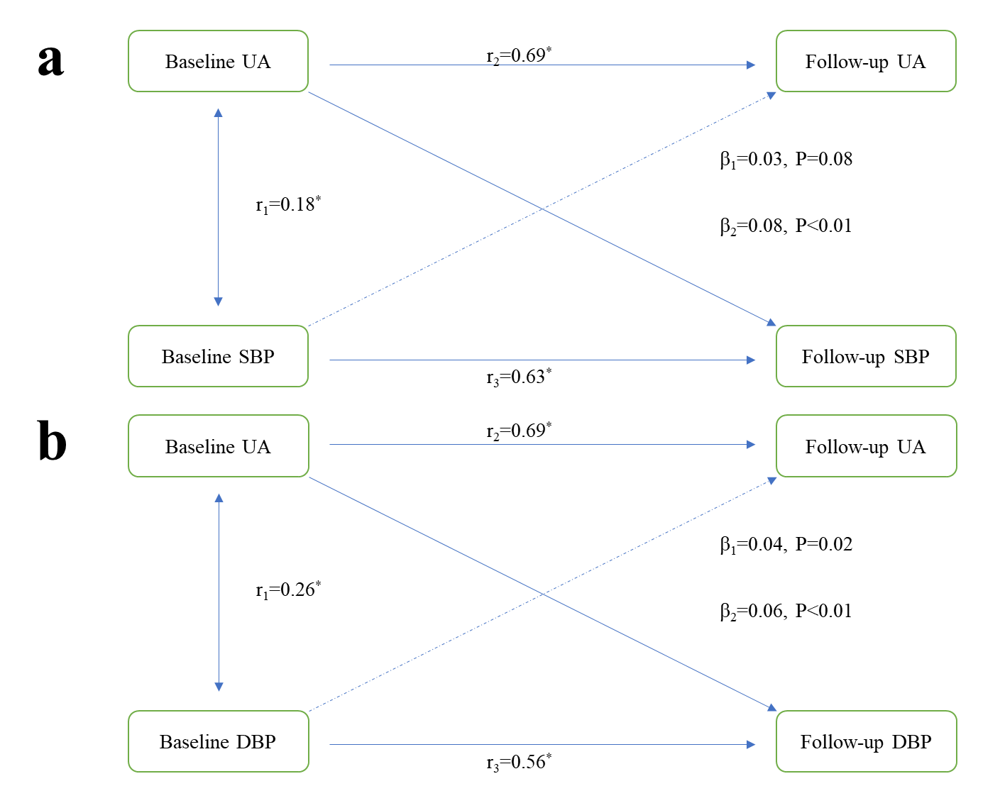 a
Baseline UA
r₂=0.69*
Follow-up UA
β₁=0.03, P=0.08
r₁=0.18*
β₂=0.08, P<0.01
Baseline SBP
Follow-up SBP
r₃=0.63*
b
Baseline UA
r₂=0.69*
Follow-up UA
β₁=0.04, P=0.02
r₁=0.26*
β₂=0.06, P<0.01
Baseline DBP
Follow-up DBP
r₃=0.56*